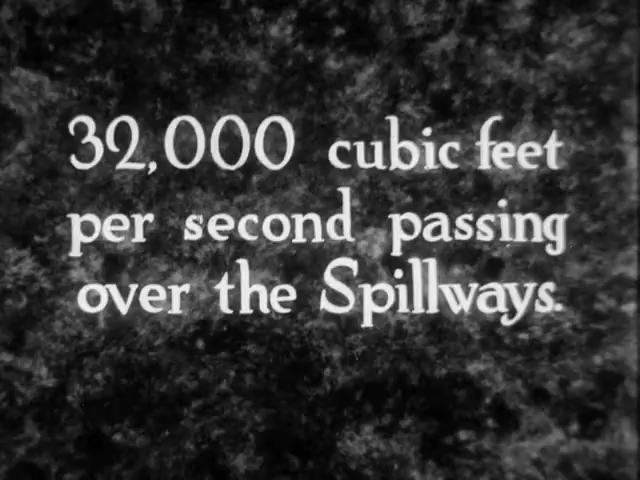 32,000 cubic feet
per second passing
over the Spillways.